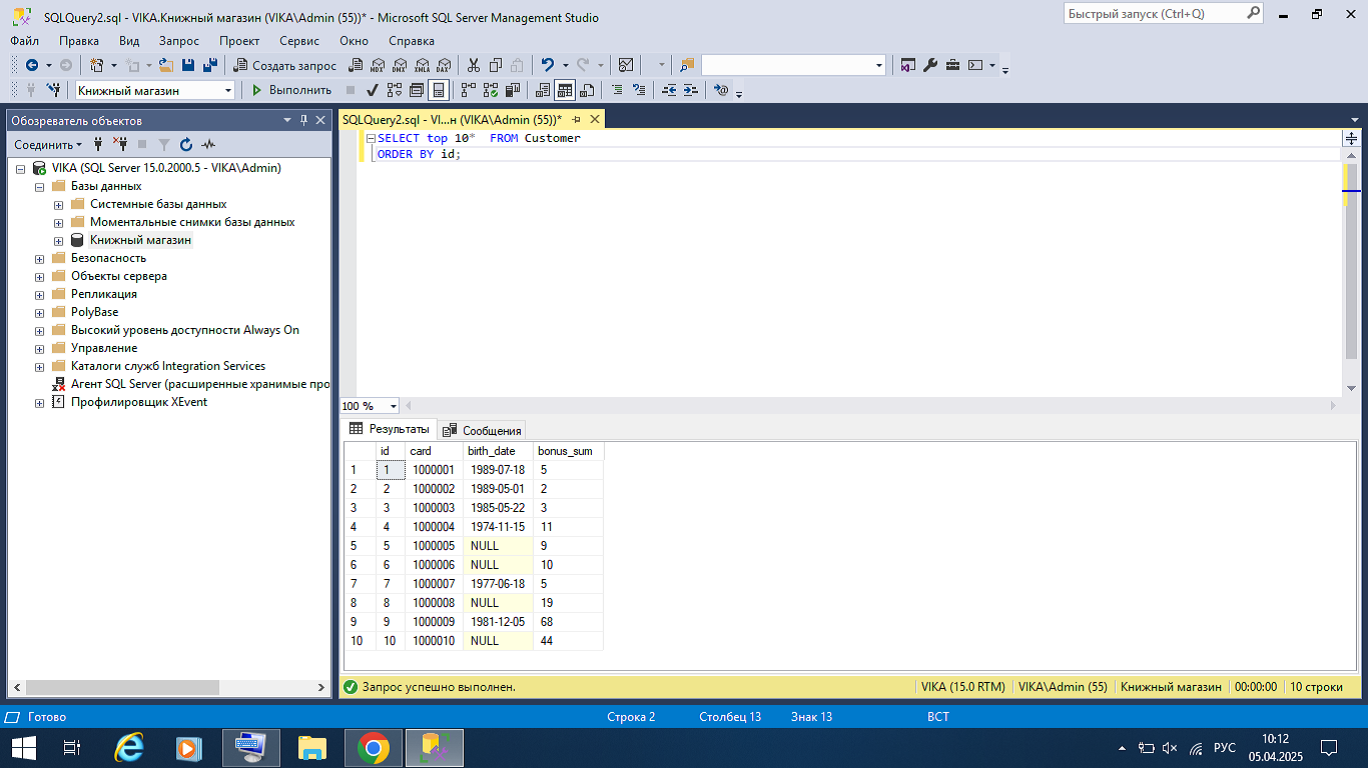 SQLQuery2.sql - VIKA.Книжный магазин (VIKA\Admin (55))* - Microsoft SQL Server Management Studio
Быстрый запуск (Ctrl+Q)
Файл Правка Вид Запрос Проект Сервис Окно Справка
Создать запрос MDX DMX XMLA DAX
Книжный магазин Выполнить
Обозреватель объектов
SQLQuery2.sql - VI...н (VIKA\Admin (55))*
Соединить
VIKA (SQL Server 15.0.2000.5 - VIKA\Admin)
Базы данных
Системные базы данных
Моментальные снимки базы данных
Книжный магазин
Безопасность
Объекты сервера
Репликация
PolyBase
Высокий уровень доступности Always On
Управление
Каталоги служб Integration Services
Агент SQL Server (расширенные хранимые про
Профилировщик XEvent
SELECT top 10* FROM Customer
ORDER BY id;
100 %
Результаты Сообщения
id card birth_date bonus_sum
1 1 1000001 1989-07-18 5
2 2 1000002 1989-05-01 2
3 3 1000003 1985-05-22 3
4 4 1000004 1974-11-15 11
5 5 1000005 NULL 9
6 6 1000006 NULL 10
7 7 1000007 1977-06-18 5
8 8 1000008 NULL 19
9 9 1000009 1981-12-05 68
10 10 1000010 NULL 44
Запрос успешно выполнен.
VIKA (15.0 RTM) VIKA\Admin (55) Книжный магазин 00:00:00 10 строки
Готово Строка 2 Столбец 13 Знак 13 ВСТ
РУС
10:12
05.04.2025